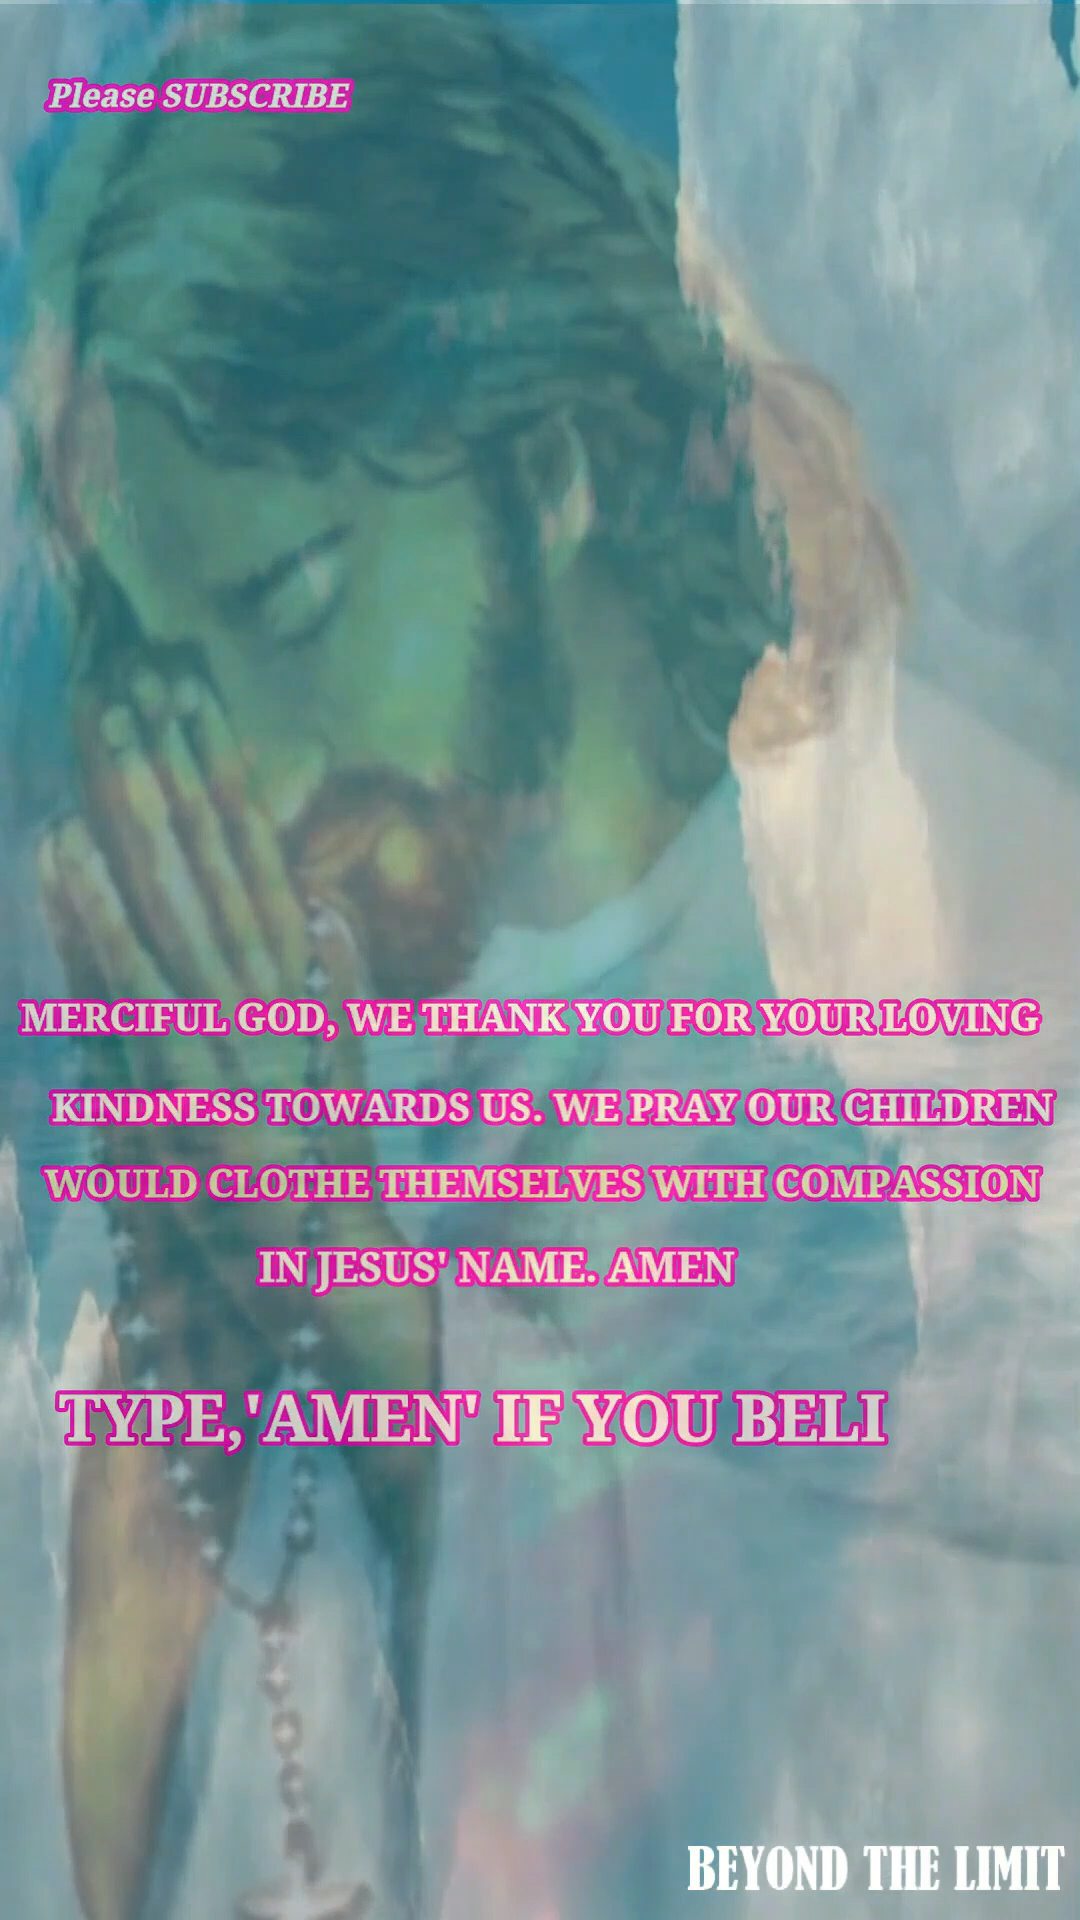 Please SUBSCRIBE
MERCIFUL GOD, WE THANK YOU FOR YOUR LOVING
KINDNESS TOWARDS US. WE PRAY OUR CHILDREN
WOULD CLOTHE THEMSELVES WITH COMPASSION
IN JESUS' NAME. AMEN
TYPE,'AMEN' IF YOU BELI
BEYOND THE LIMIT